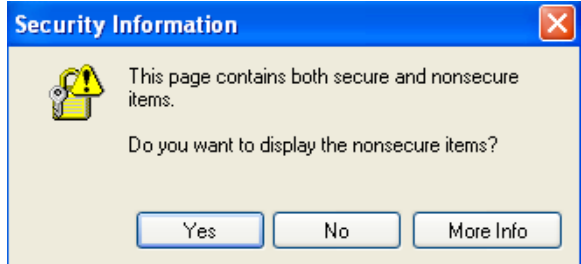 Security Information
This page contains both secure and nonsecure
items.
Do you want to display the nonsecure items?
Yes
No
More Info